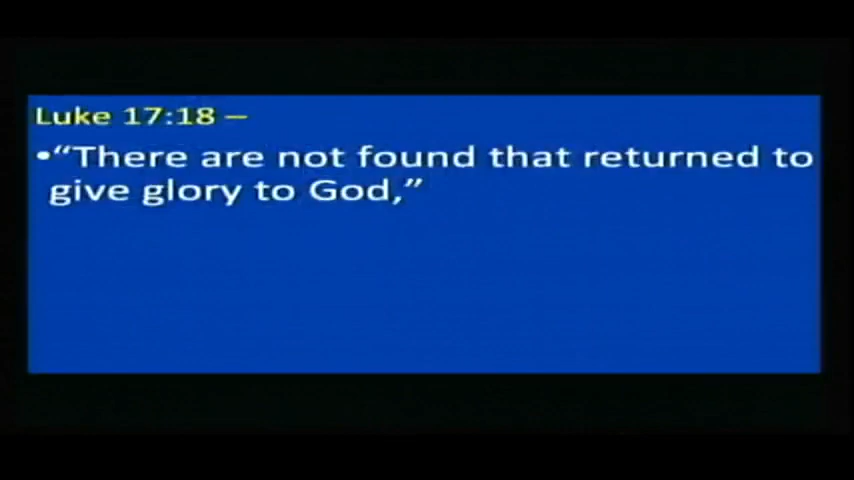 Luke 17:18 –
•“There are not found that returned to
give glory to God,”